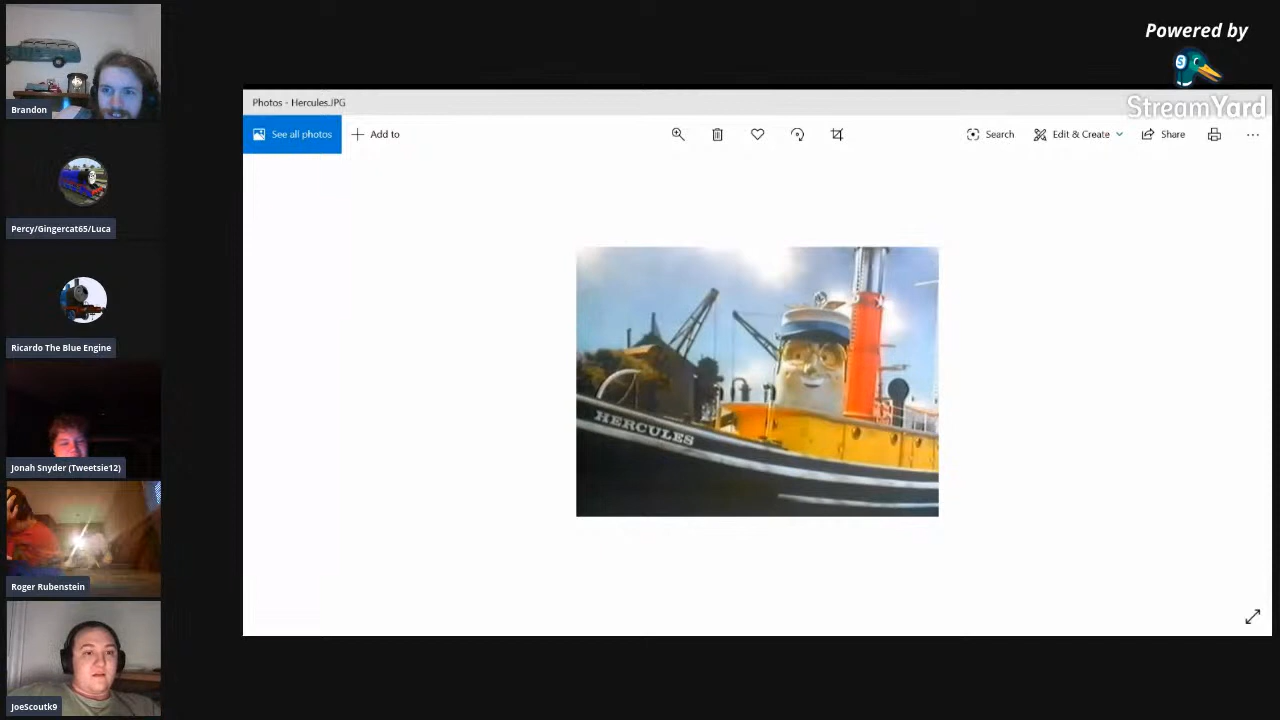 Powered by
StreamYard
Brandon
Percy/Gingercat65/Luca
Ricardo The Blue Engine
Jonah Snyder (Tweetsie12)
Roger Rubenstein
JoeScoutk9
Photos - Hercules.JPG
See all photos
Add to
Search
Edit & Create
Share
HERCULES